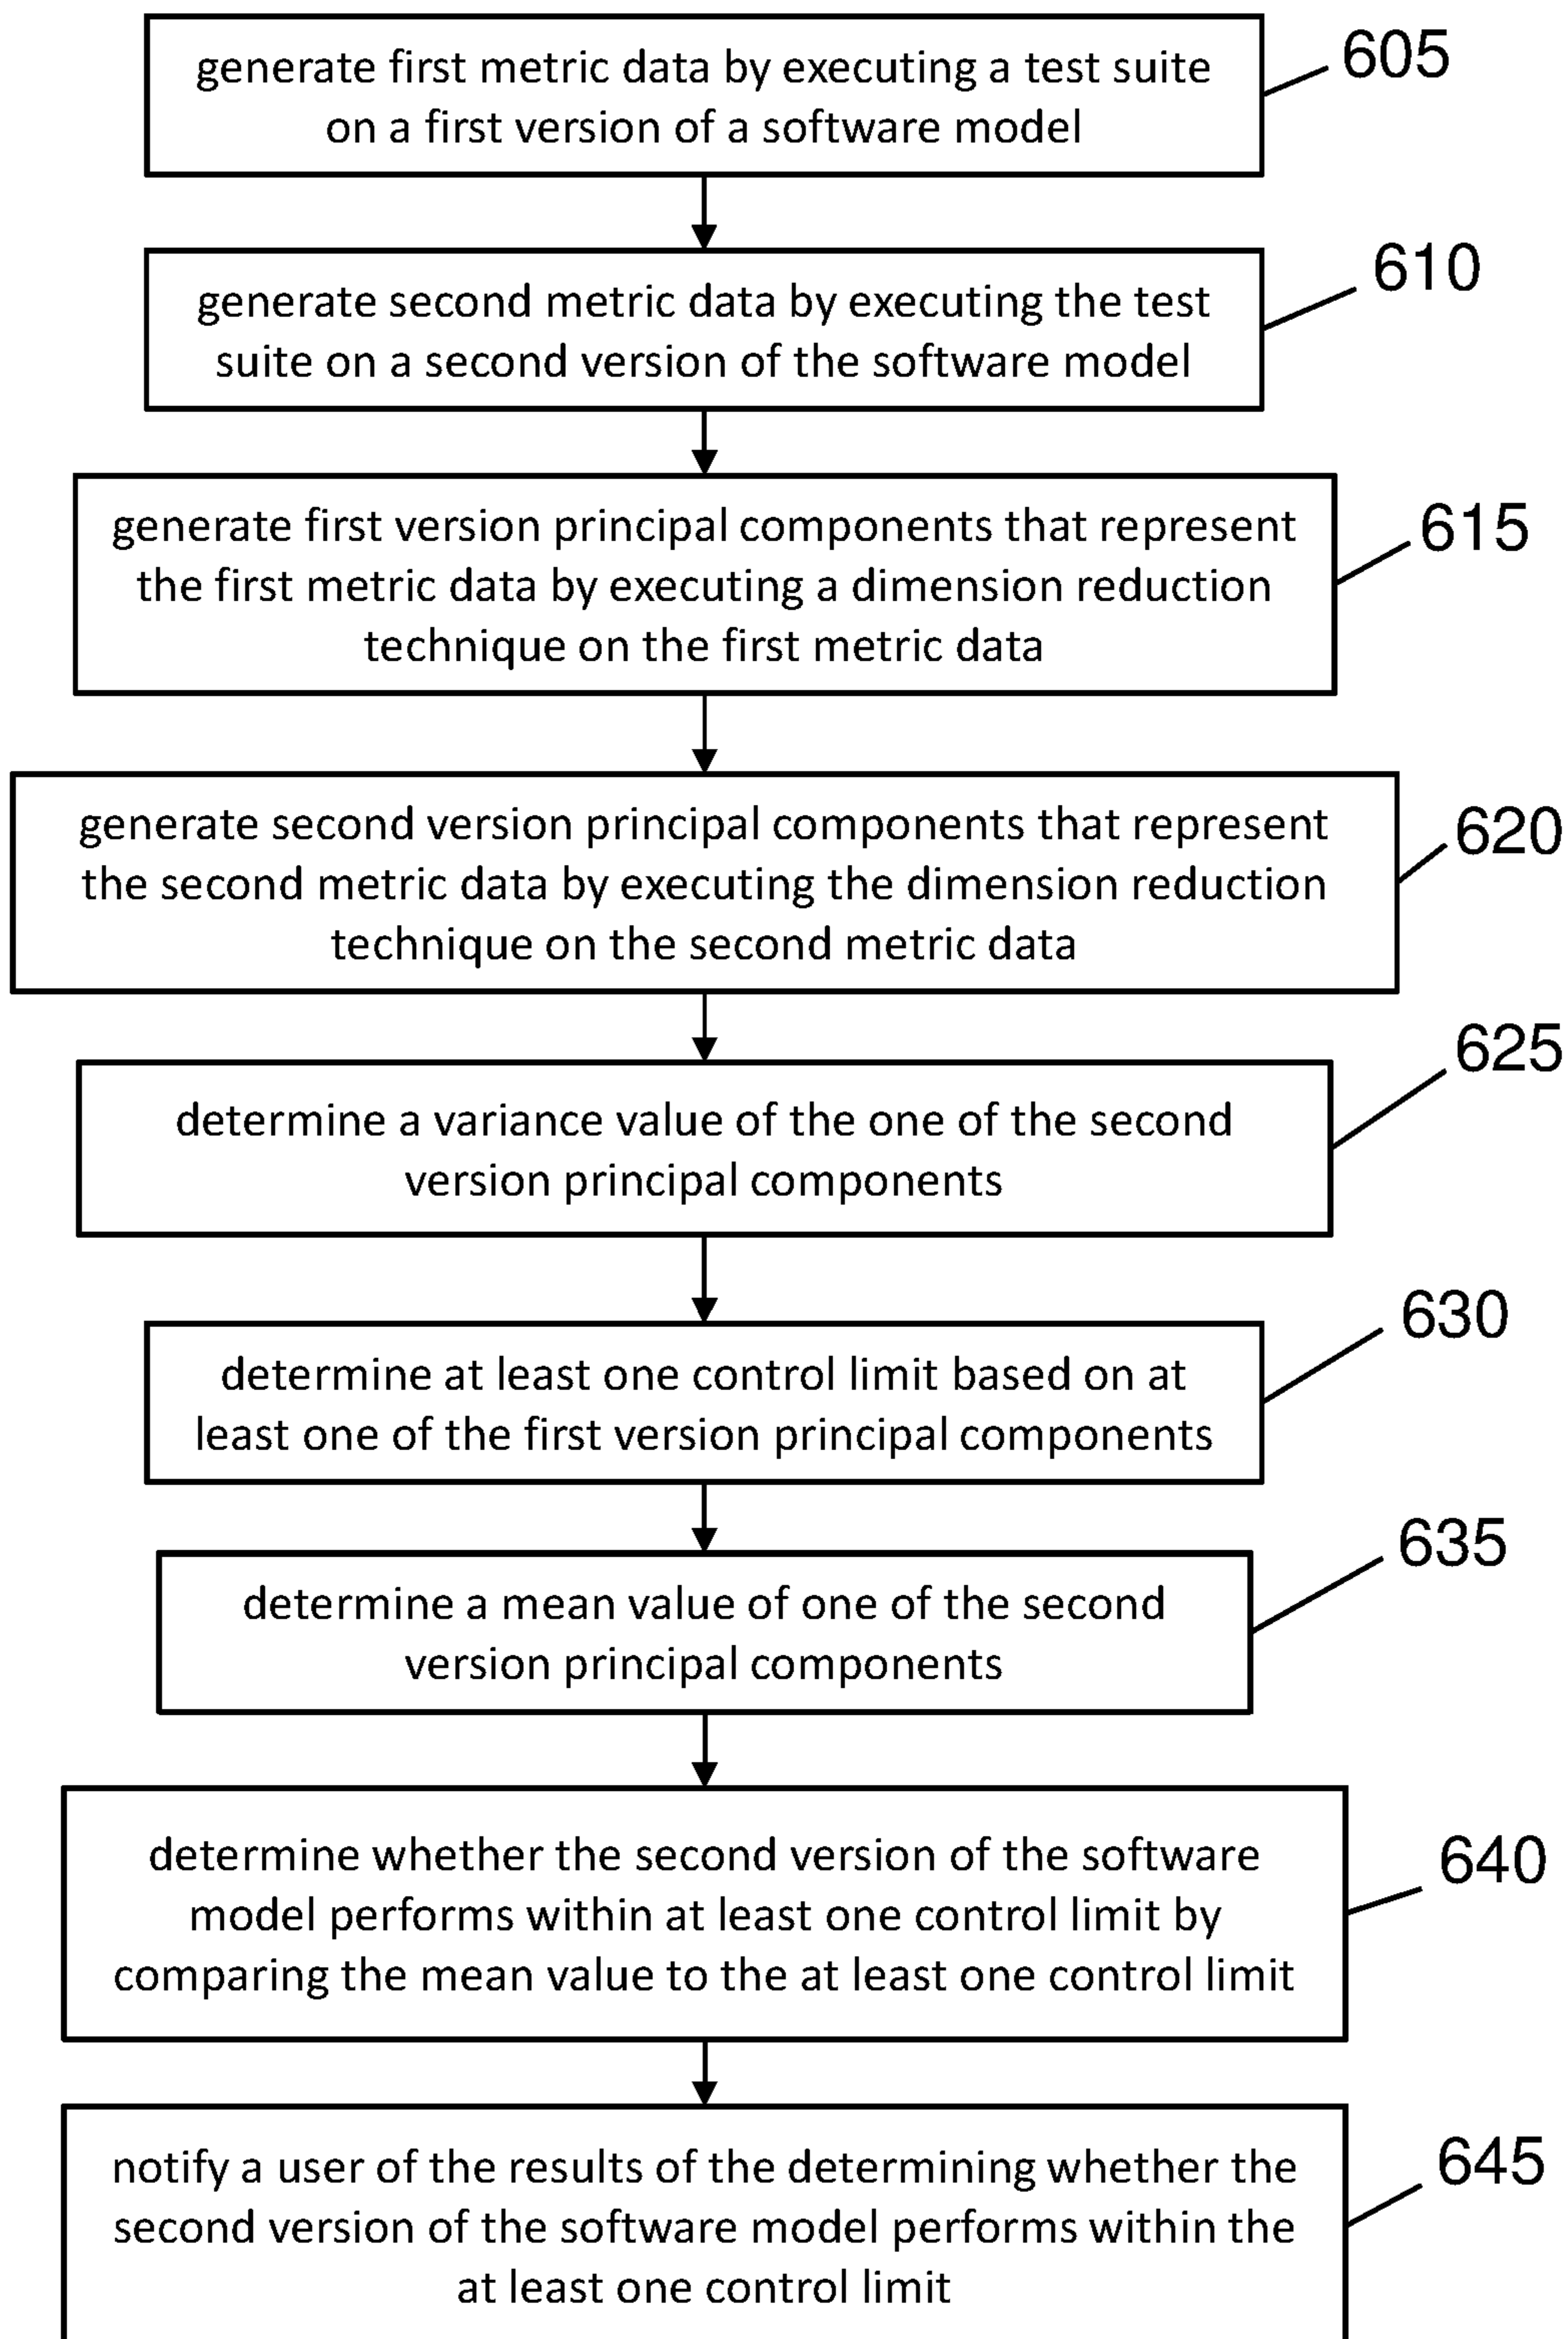 generate first metric data by executing a test suite
on a first version of a software model
605
generate second metric data by executing the test
suite on a second version of the software model
610
generate first version principal components that represent
the first metric data by executing a dimension reduction
technique on the first metric data
615
generate second version principal components that represent
the second metric data by executing the dimension reduction
technique on the second metric data
620
determine a variance value of the one of the second
version principal components
625
determine at least one control limit based on at
least one of the first version principal components
630
determine a mean value of one of the second
version principal components
635
determine whether the second version of the software
model performs within at least one control limit by
comparing the mean value to the at least one control limit
640
notify a user of the results of the determining whether the
second version of the software model performs within the
at least one control limit
645